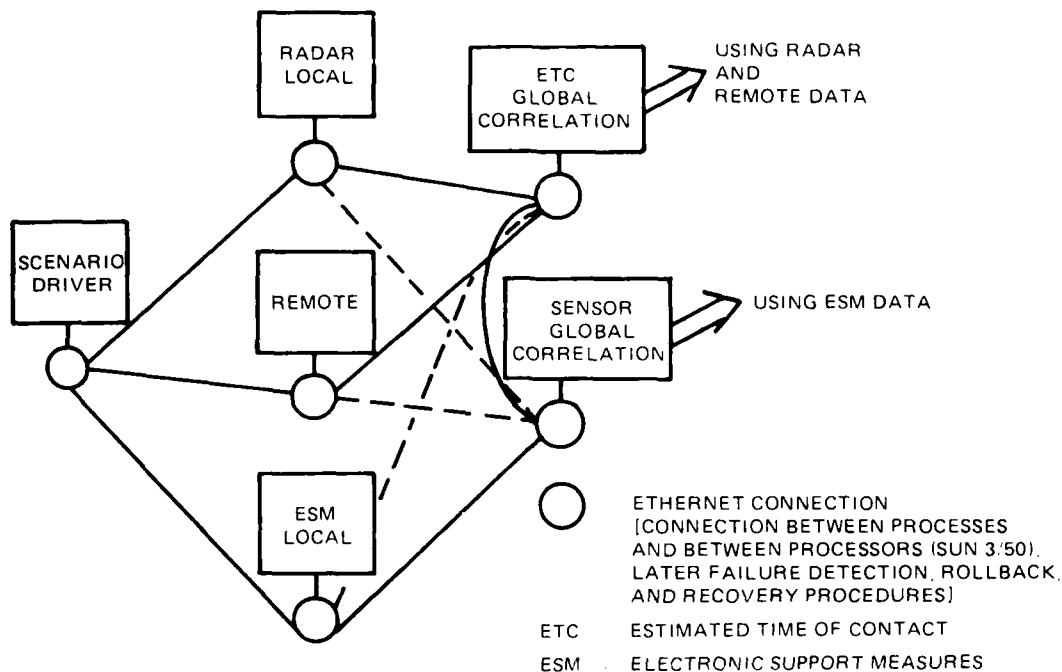 RADAR
LOCAL
ETC
GLOBAL
CORRELATION
USING RADAR
AND
REMOTE DATA
SCENARIO
DRIVER
REMOTE
SENSOR
GLOBAL
CORRELATION
USING ESM DATA
ESM
LOCAL
ETHERNET CONNECTION
[CONNECTION BETWEEN PROCESSES
AND BETWEEN PROCESSORS (SUN 3/50),
LATER FAILURE DETECTION, ROLLBACK,
AND RECOVERY PROCEDURES]
ETC ESTIMATED TIME OF CONTACT
ESM ELECTRONIC SUPPORT MEASURES